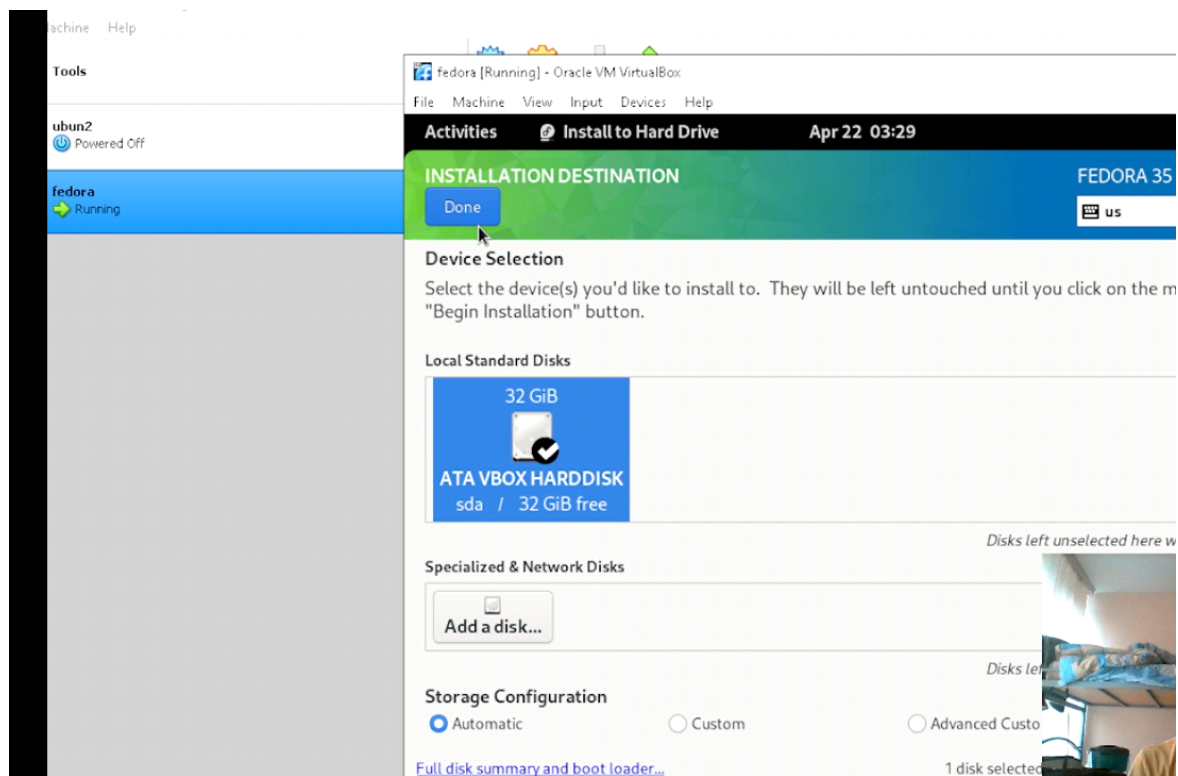 Machine Help
Tools
ubun2
Powered Off
fedora
Running
fedora [Running] - Oracle VM VirtualBox
File Machine View Input Devices Help
Activities Install to Hard Drive Apr 22 03:29
INSTALLATION DESTINATION
FEDORA 35
Done
us
Device Selection
Select the device(s) you'd like to install to. They will be left untouched until you click on the m
"Begin Installation" button.
Local Standard Disks
32 GiB
ATA VBOX HARDDISK
sda / 32 GiB free
Disks left unselected here w
Specialized & Network Disks
Add a disk...
Disks lef
Storage Configuration
Automatic Custom Advanced Custo
Full disk summary and boot loader...
1 disk selected